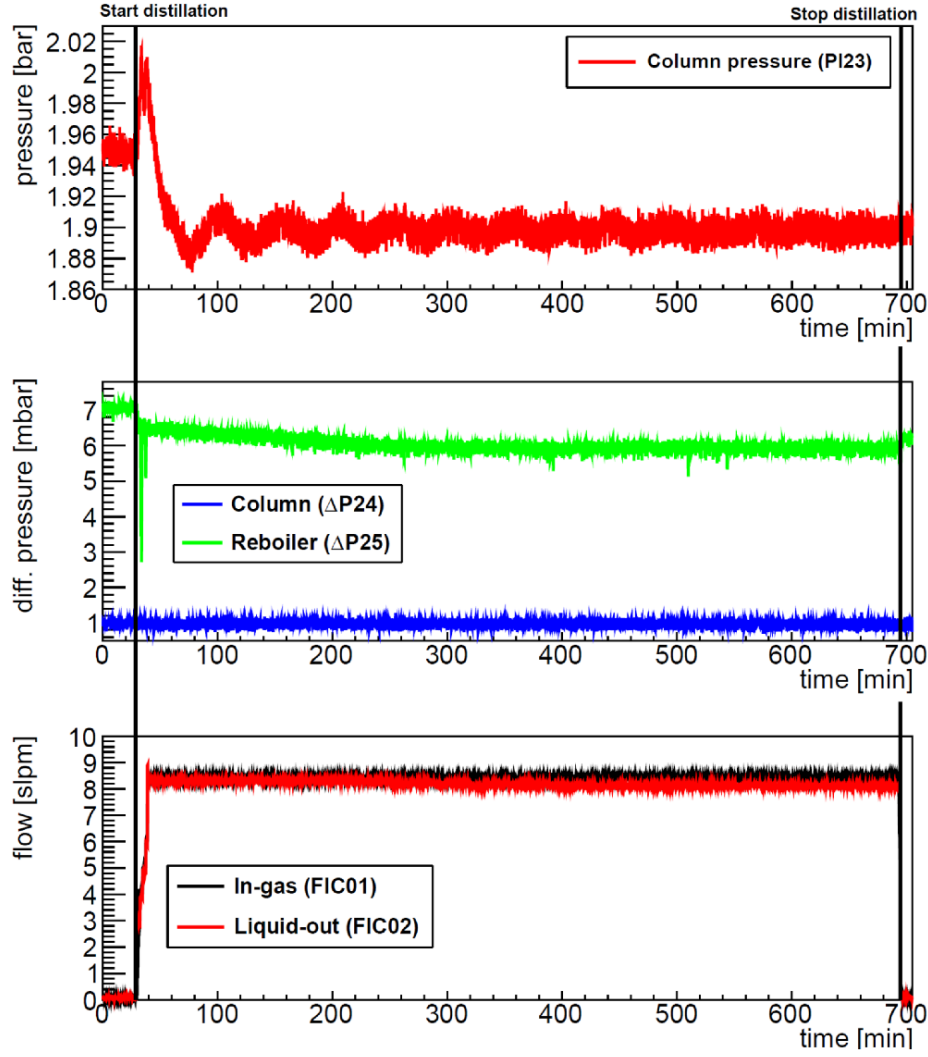 Start distillation Stop distillation
pressure [bar]
2.02
2
1.98
1.96
1.94
1.92
1.9
1.88
1.86
Column pressure (PI23)
0 100 200 300 400 500 600 700
time [min]
diff. pressure [mbar]
7
6
5
4
3
2
1
Column (ΔP24)
Reboiler (ΔP25)
0 100 200 300 400 500 600 700
time [min]
flow [slpm]
10
9
8
7
6
5
4
3
2
1
0
In-gas (FIC01)
Liquid-out (FIC02)
0 100 200 300 400 500 600 700
time [min]